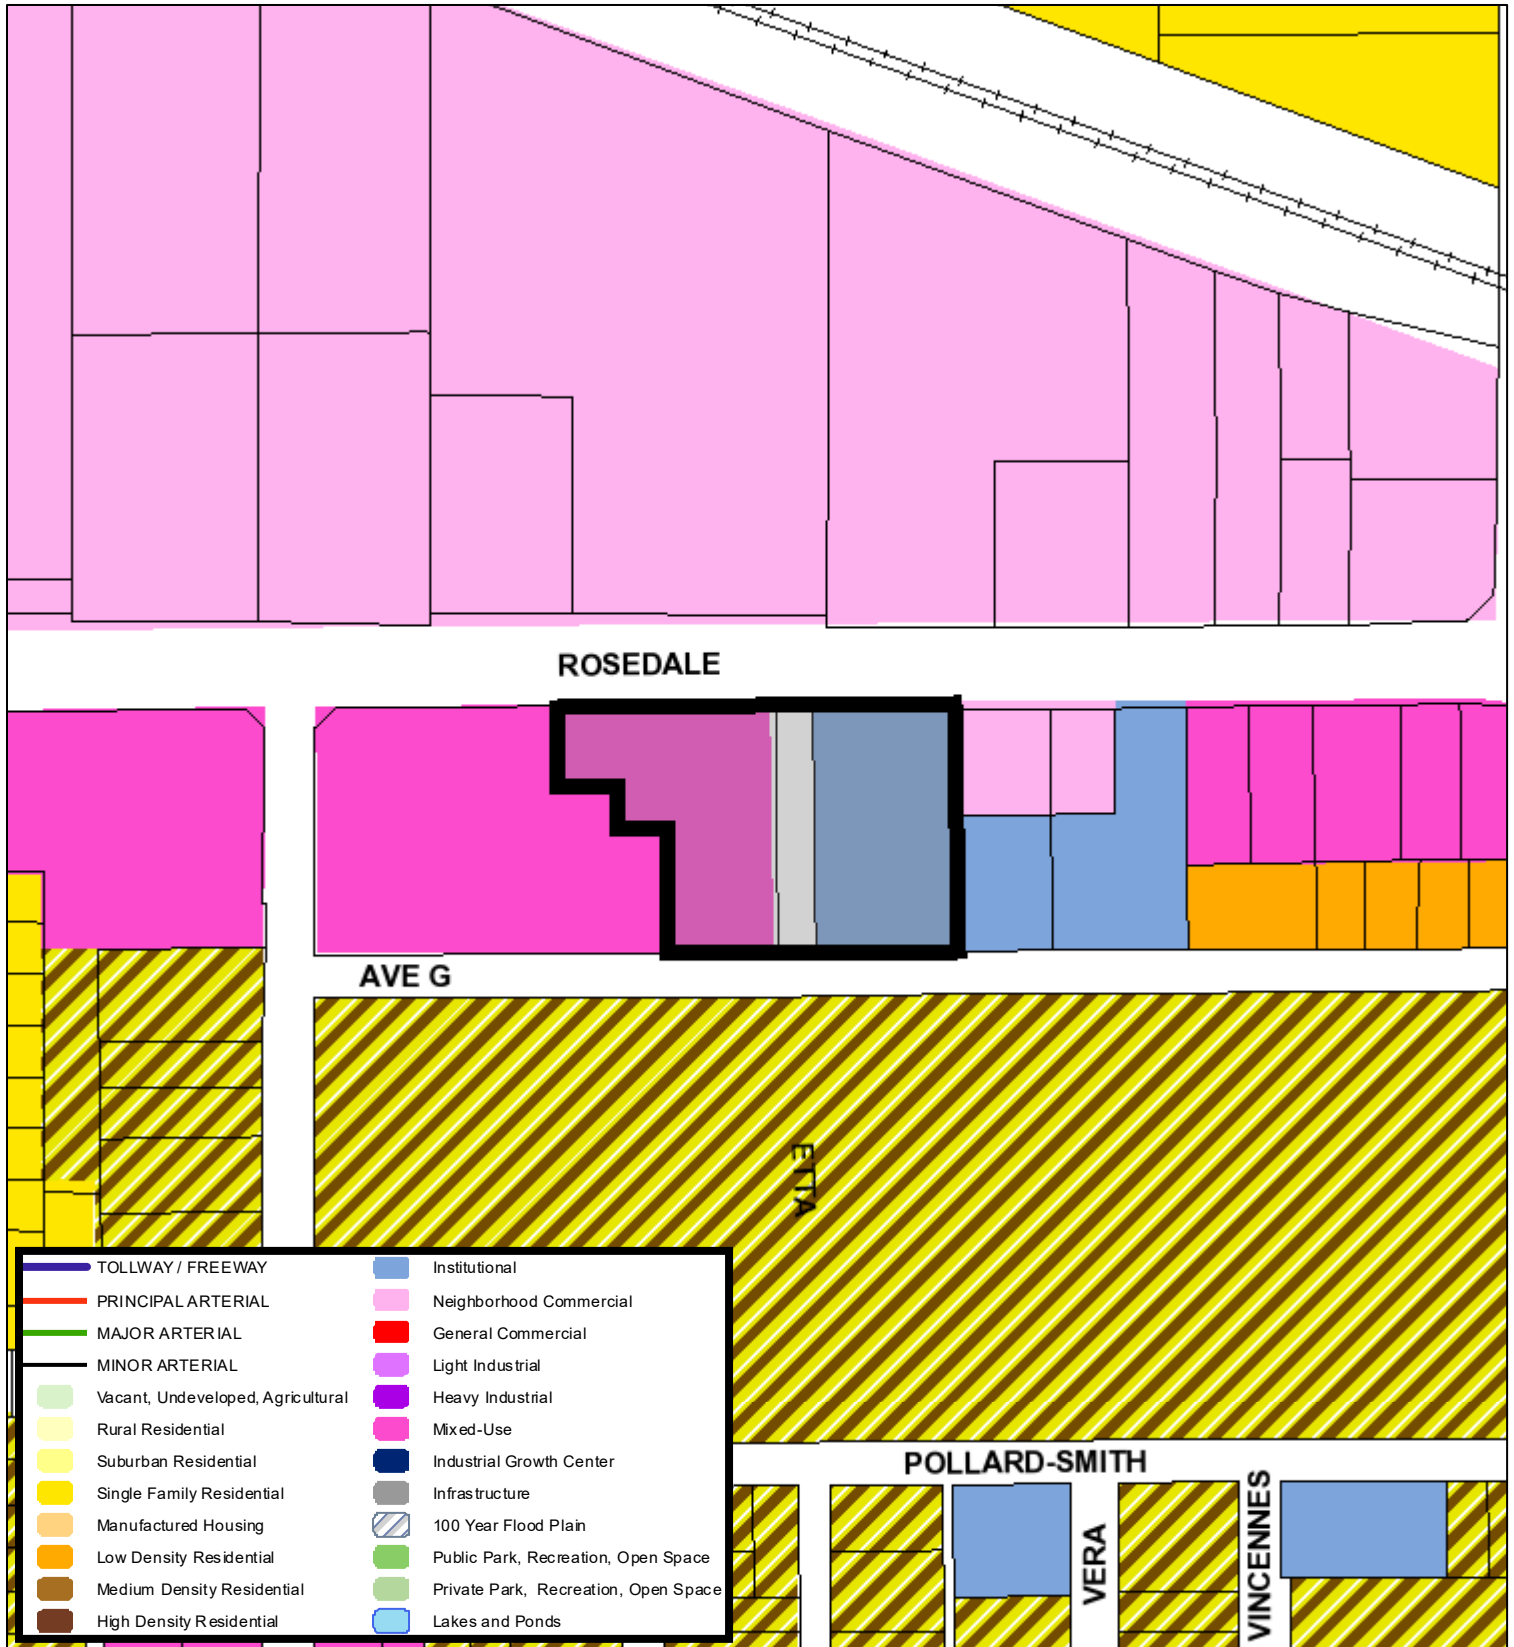 ROSEDALE
AVE G
ETTA
TOLLWAY / FREEWAY
PRINCIPAL ARTERIAL
MAJOR ARTERIAL
MINOR ARTERIAL
Vacant, Undeveloped, Agricultural
Rural Residential
Suburban Residential
Single Family Residential
Manufactured Housing
Low Density Residential
Medium Density Residential
High Density Residential
Institutional
Neighborhood Commercial
General Commercial
Light Industrial
Heavy Industrial
Mixed-Use
Industrial Growth Center
Infrastructure
100 Year Flood Plain
Public Park, Recreation, Open Space
Private Park, Recreation, Open Space
Lakes and Ponds
POLLARD-SMITH
VERA
VINCENNES